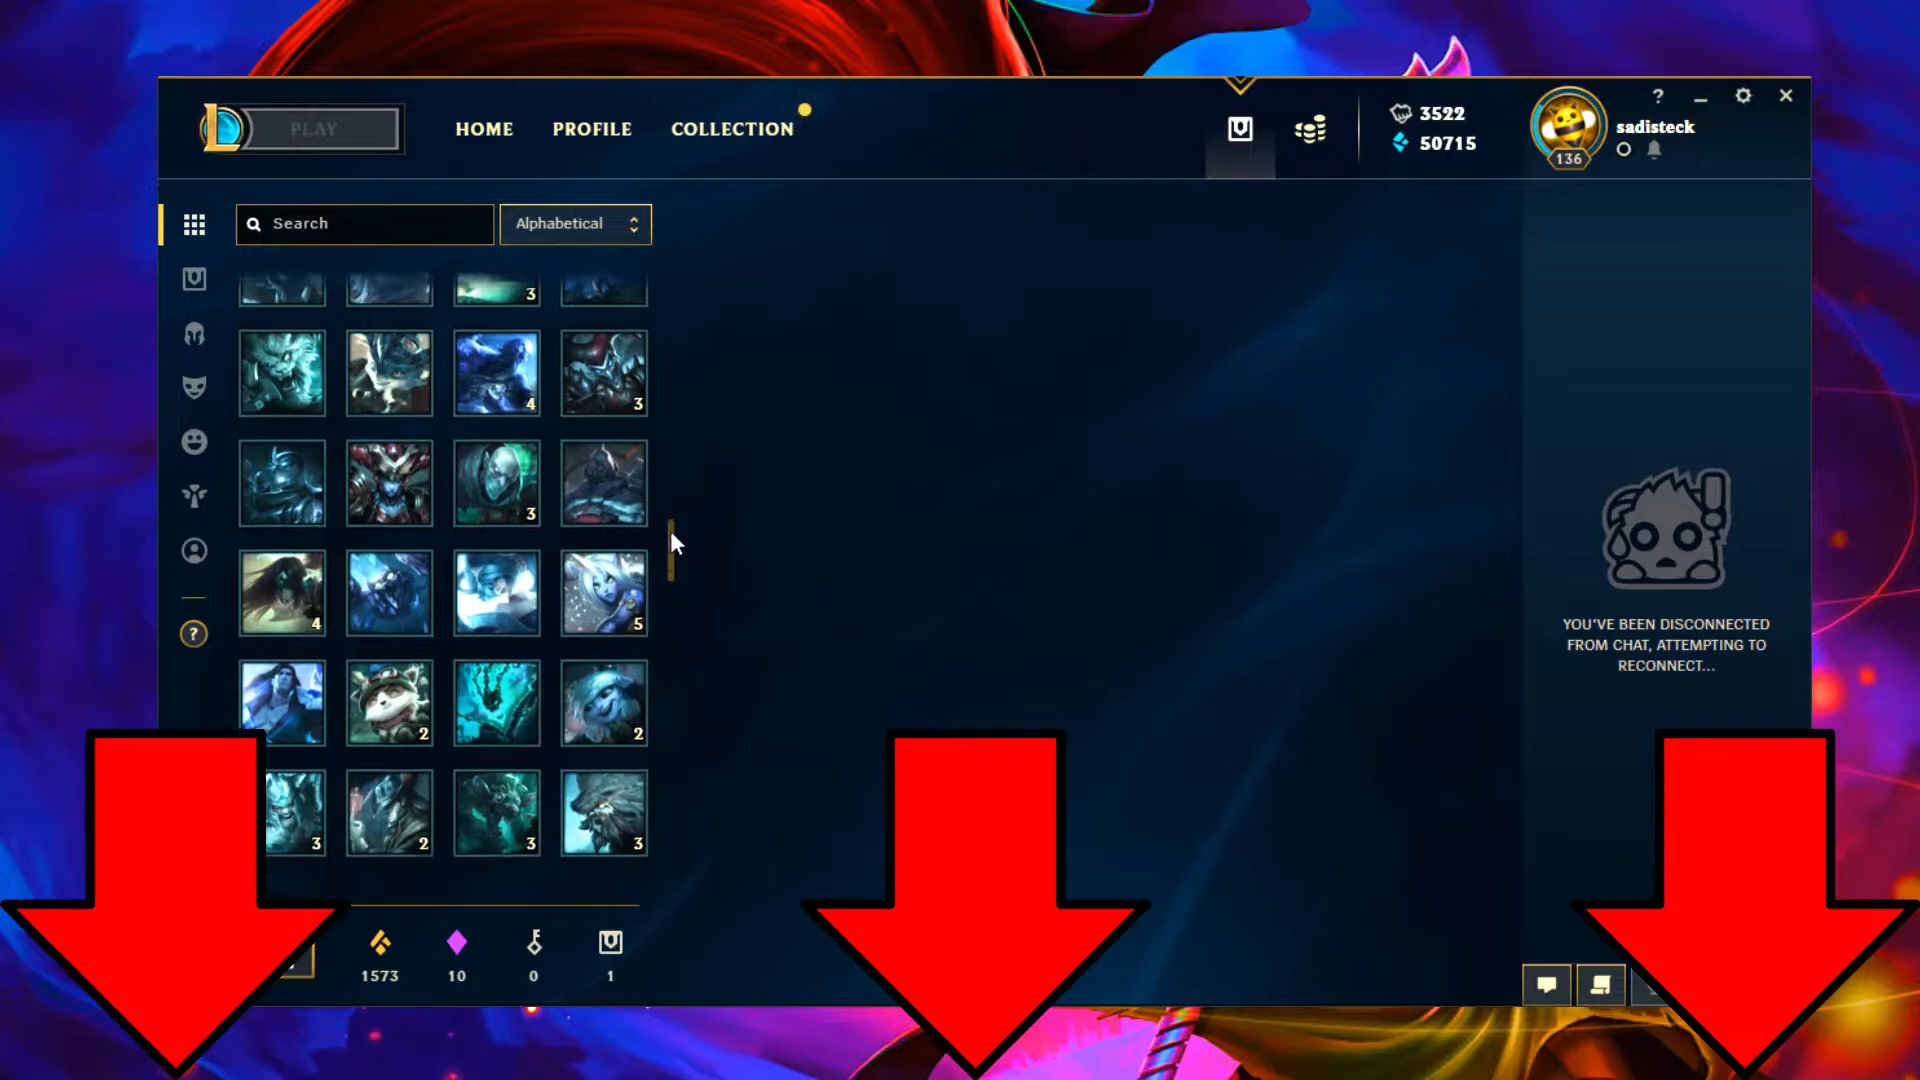 PLAY
HOME
PROFILE
COLLECTION
3522
50715
136
sadisteck
?
Search
Alphabetical
3
4
3
3
4
5
?
2
2
3
2
3
3
YOU'VE BEEN DISCONNECTED
FROM CHAT, ATTEMPTING TO
RECONNECT...
1573
10
0
1